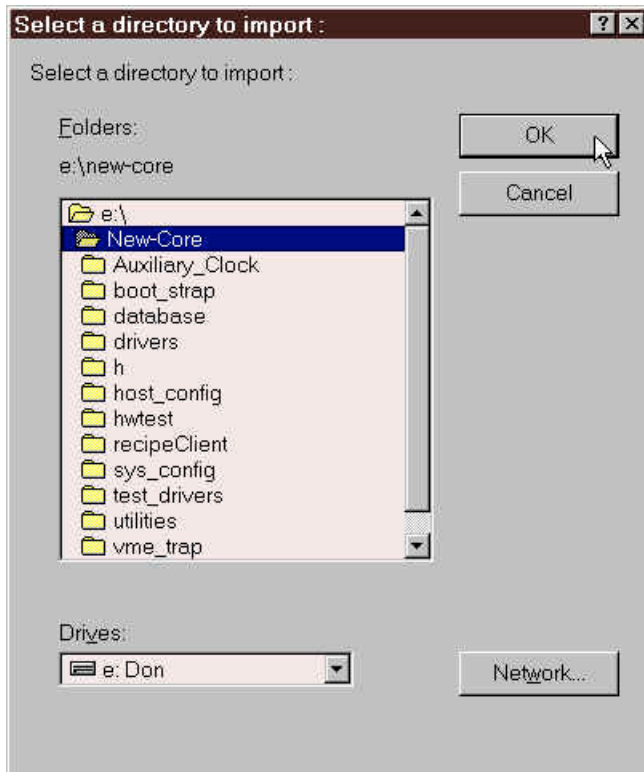 Select a directory to import :
Select a directory to import :
Folders:
e:\new-core
OK
Cancel
e:\
New-Core
Auxiliary_Clock
boot_strap
database
drivers
h
host_config
hwtest
recipeClient
sys_config
test_drivers
utilities
vme_trap
Drives:
e: Don
Network...